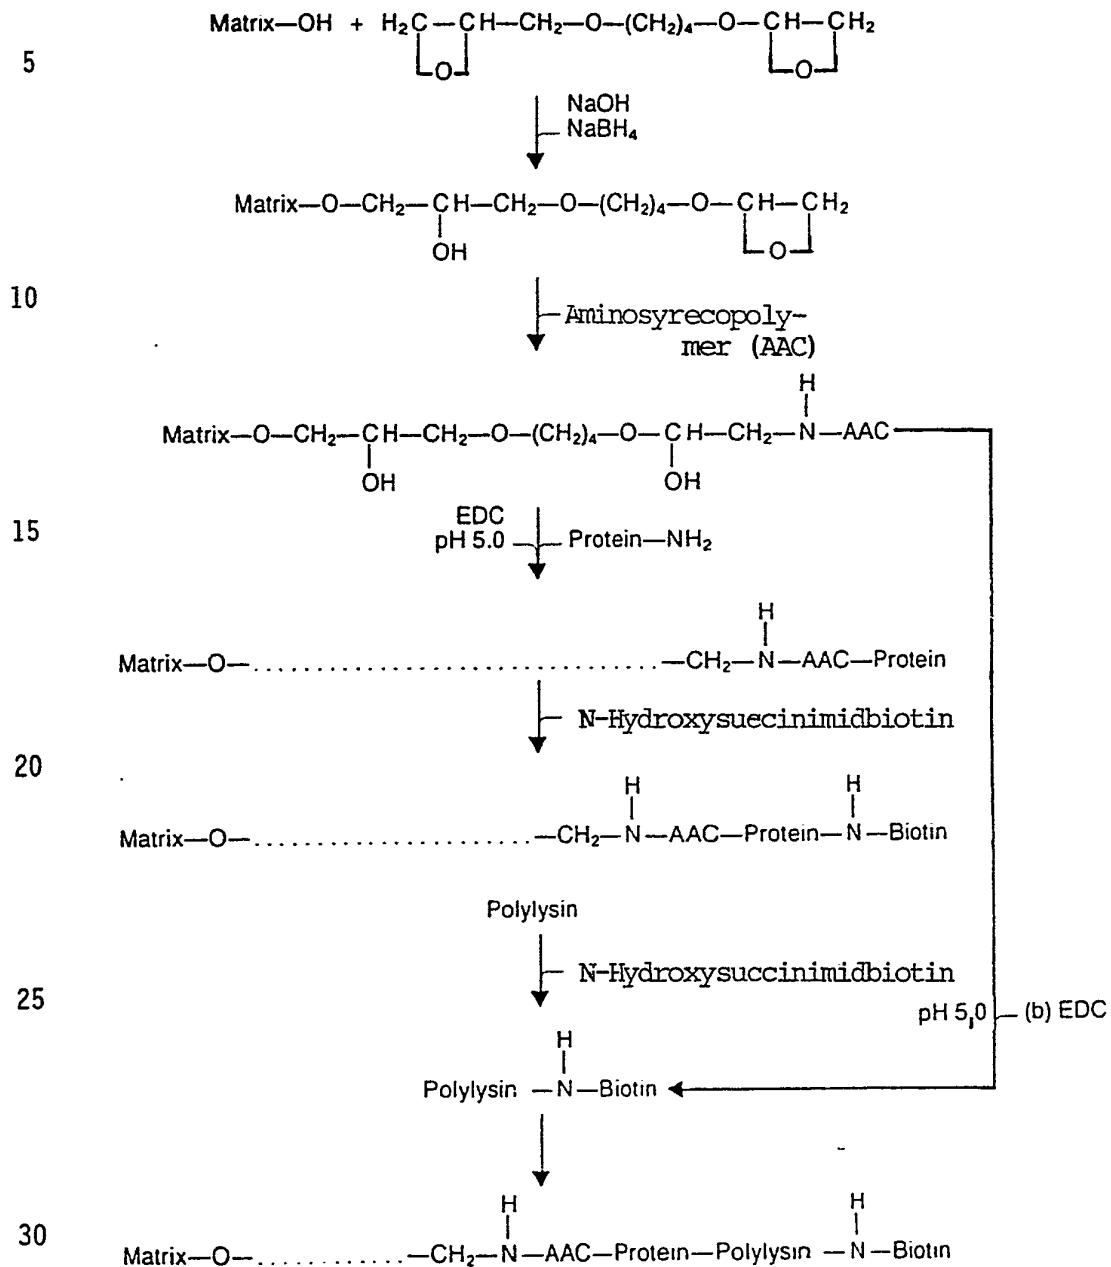 Matrix—OH + H₂C—CH—CH₂—O—(CH₂)₄—O—CH—CH₂
5
O O
NaOH
NaBH₄
Matrix—O—CH₂—CH—CH₂—O—(CH₂)₄—O—CH—CH₂
OH O
10
Aminosyrecopoly-
mer (AAC)
H
Matrix—O—CH₂—CH—CH₂—O—(CH₂)₄—O—CH—CH₂—N—AAC
OH OH
15
EDC
pH 5.0 Protein—NH₂
H
Matrix—O—....................................—CH₂—N—AAC—Protein
N-Hydroxysuecinimidbiotin
20
H H
Matrix—O—.........................—CH₂—N—AAC—Protein—N—Biotin
Polylysin
N-Hydroxysuccinimidbiotin
25
pH 5,0 (b) EDC
H
Polylysin —N—Biotin
H H
30
Matrix—O—.............—CH₂—N—AAC—Protein—Polylysin —N—Biotin